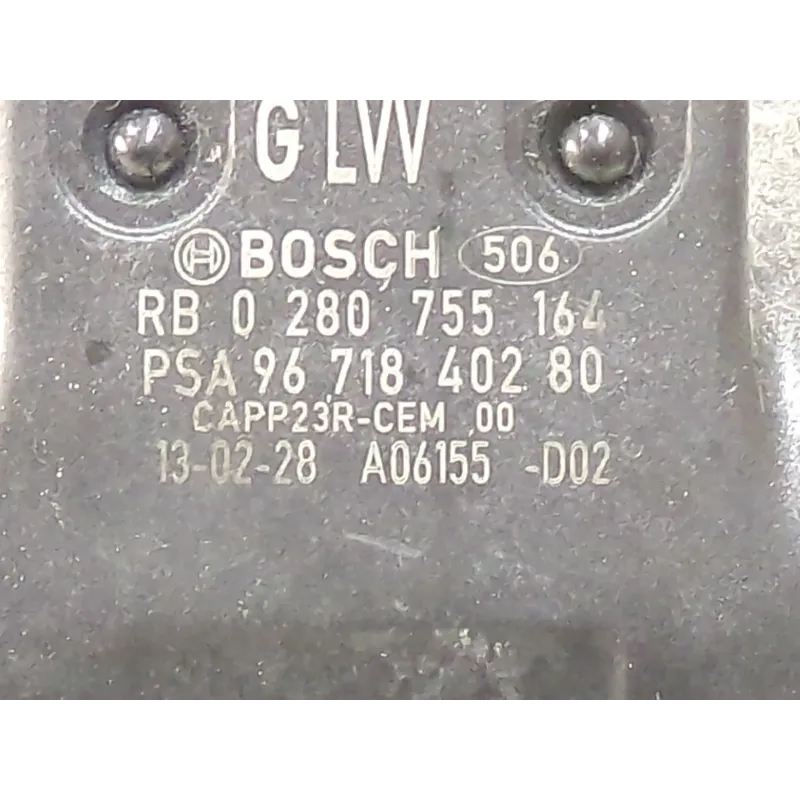 G LVV
BOSCH 506
RB 0 280 755 164
PSA 96 718 402 80
CAPP23R-CEM 00
13-02-28 A06155 -D02